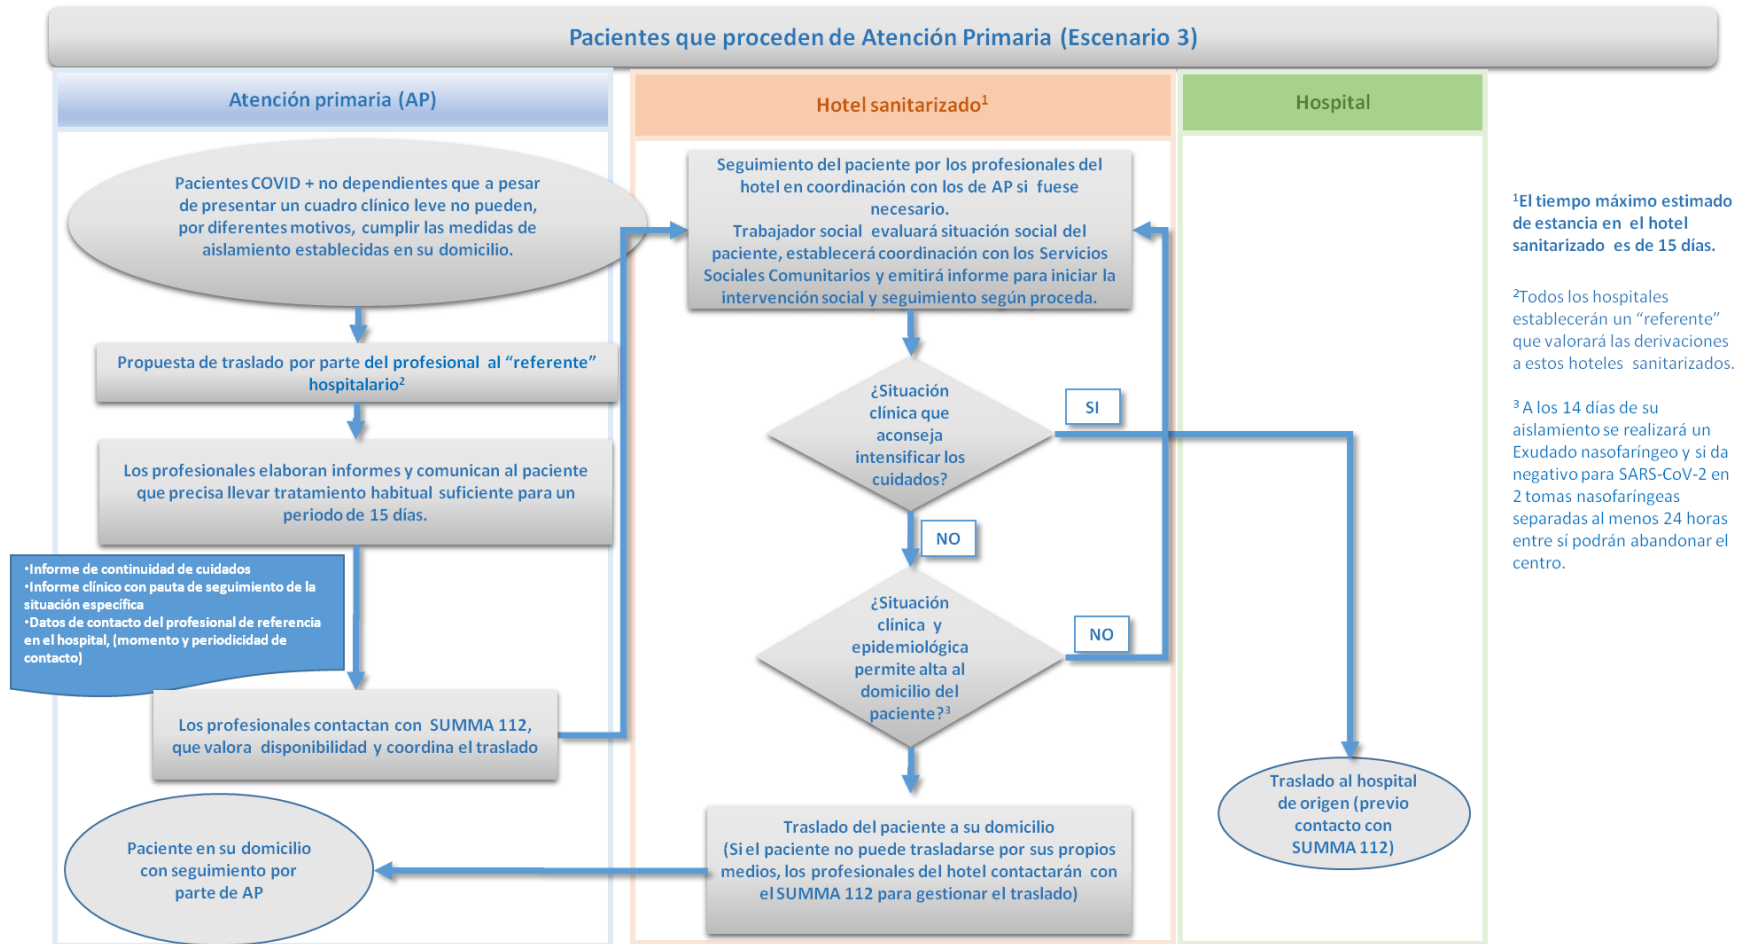 Pacientes que proceden de Atención Primaria (Escenario 3)
Atención primaria (AP)
Pacientes COVID + no dependientes que a pesar
de presentar un cuadro clínico leve no pueden,
por diferentes motivos, cumplir las medidas de
aislamiento establecidas en su domicilio.
Propuesta de traslado por parte del profesional al “referente”
hospitalario²
Los profesionales elaboran informes y comunican al paciente
que precisa llevar tratamiento habitual suficiente para un
periodo de 15 días.
•Informe de continuidad de cuidados
•Informe clínico con pauta de seguimiento de la
situación específica
•Datos de contacto del profesional de referencia
en el hospital, (momento y periodicidad de
contacto)
Los profesionales contactan con SUMMA 112,
que valora disponibilidad y coordina el traslado
Paciente en su domicilio
con seguimiento por
parte de AP
Hotel sanitarizado¹
Seguimiento del paciente por los profesionales del
hotel en coordinación con los de AP si fuese
necesario.
Trabajador social evaluará situación social del
paciente, establecerá coordinación con los Servicios
Sociales Comunitarios y emitirá informe para iniciar la
intervención social y seguimiento según proceda.
¿Situación
clínica que
aconseja
intensificar los
cuidados?
SI
NO
¿Situación
clínica y
epidemiológica
permite alta al
domicilio del
paciente?³
NO
Traslado del paciente a su domicilio
(Si el paciente no puede trasladarse por sus propios
medios, los profesionales del hotel contactarán con
el SUMMA 112 para gestionar el traslado)
Hospital
Traslado al hospital
de origen (previo
contacto con
SUMMA 112)
¹El tiempo máximo estimado
de estancia en el hotel
sanitarizado es de 15 días.
²Todos los hospitales
establecerán un “referente”
que valorará las derivaciones
a estos hoteles sanitarizados.
³ A los 14 días de su
aislamiento se realizará un
Exudado nasofaríngeo y si da
negativo para SARS-CoV-2 en
2 tomas nasofaríngeas
separadas al menos 24 horas
entre sí podrán abandonar el
centro.